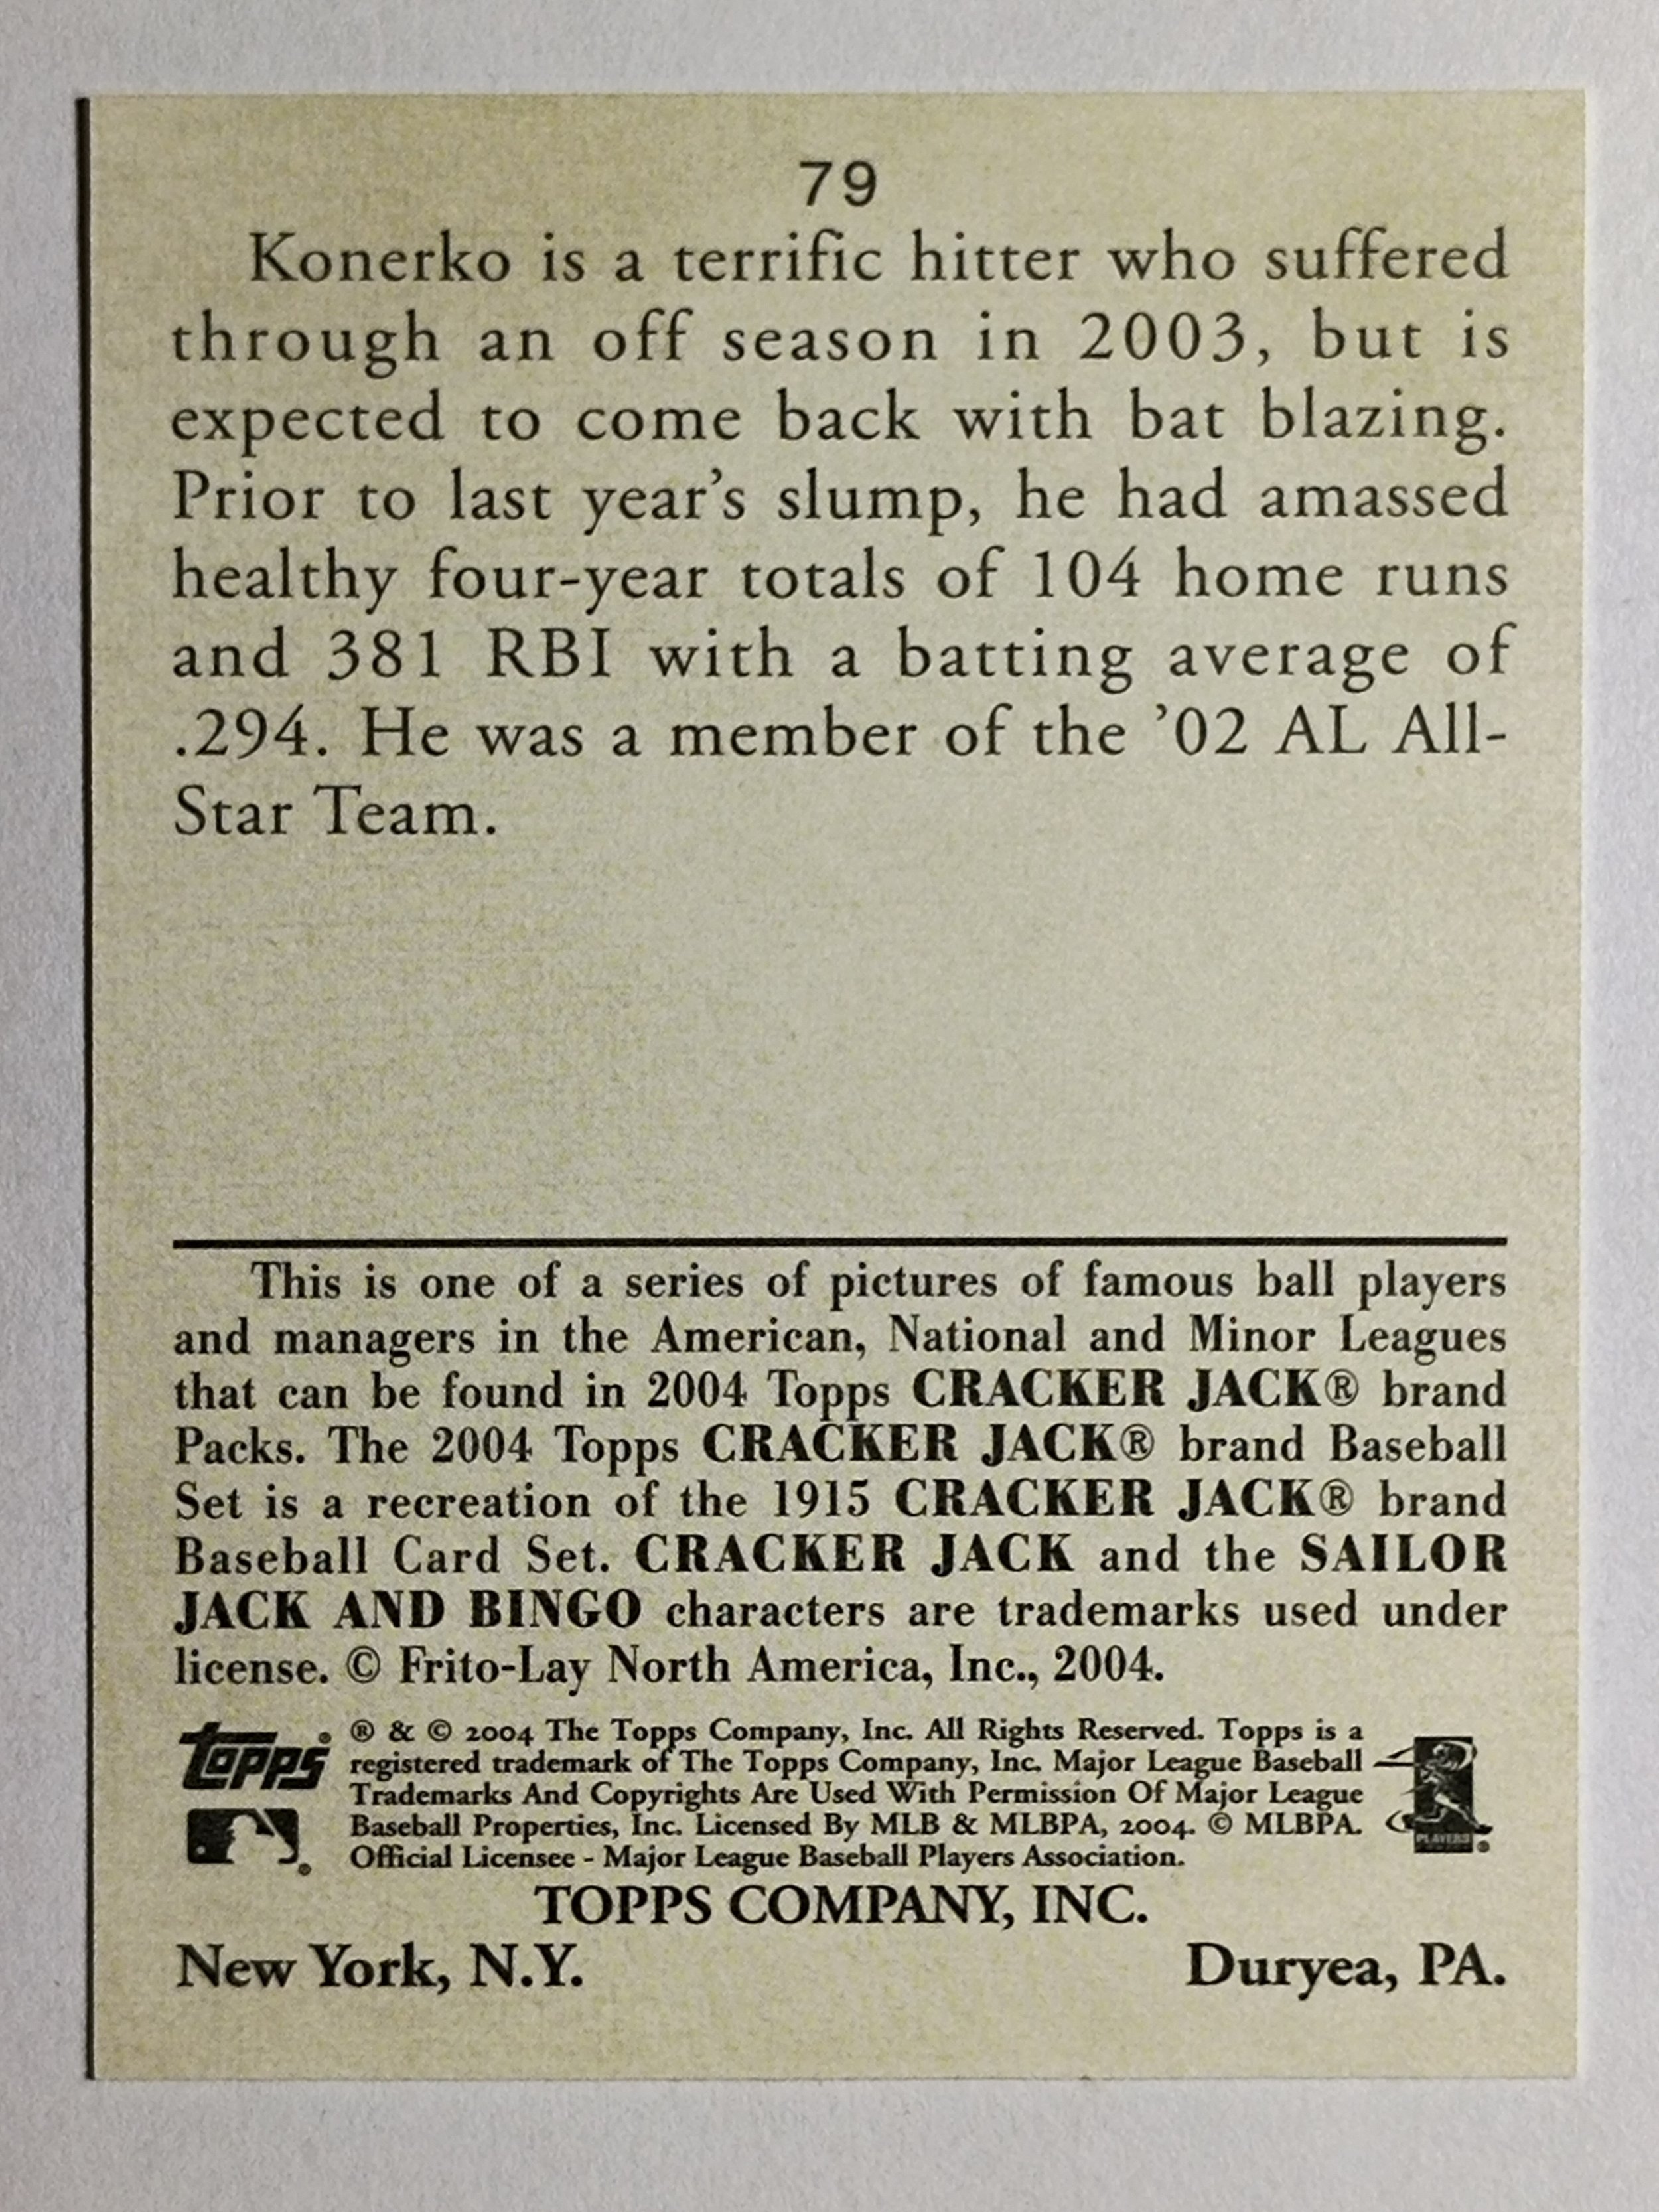 79
Konerko is a terrific hitter who suffered
through an off season in 2003, but is
expected to come back with bat blazing.
Prior to last year's slump, he had amassed
healthy four-year totals of 104 home runs
and 381 RBI with a batting average of
.294. He was a member of the ’02 AL All-
Star Team.
This is one of a series of pictures of famous ball players
and managers in the American, National and Minor Leagues
that can be found in 2004 Topps CRACKER JACK® brand
Packs. The 2004 Topps CRACKER JACK® brand Baseball
Set is a recreation of the 1915 CRACKER JACK® brand
Baseball Card Set. CRACKER JACK and the SAILOR
JACK AND BINGO characters are trademarks used under
license. © Frito-Lay North America, Inc., 2004.
topps
® & © 2004 The Topps Company, Inc. All Rights Reserved. Topps is a
registered trademark of The Topps Company, Inc. Major League Baseball
Trademarks And Copyrights Are Used With Permission Of Major League
Baseball Properties, Inc. Licensed By MLB & MLBPA, 2004. © MLBPA.
Official Licensee - Major League Baseball Players Association.
PLAYERS
TOPPS COMPANY, INC.
New York, N.Y. Duryea, PA.